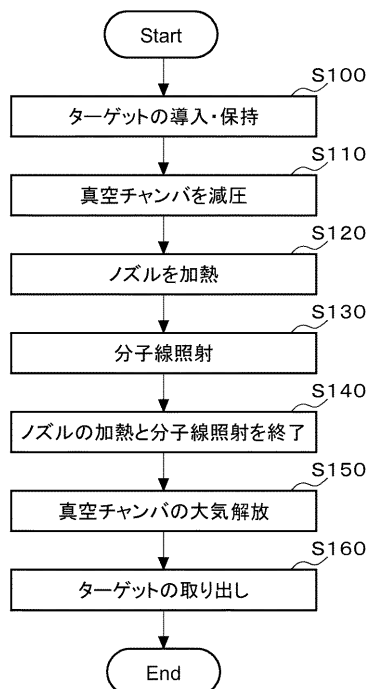 Start
S100
ターゲットの導入・保持
S110
真空チャンバを減圧
S120
ノズルを加熱
S130
分子線照射
S140
ノズルの加熱と分子線照射を終了
S150
真空チャンバの大気解放
S160
ターゲットの取り出し
End